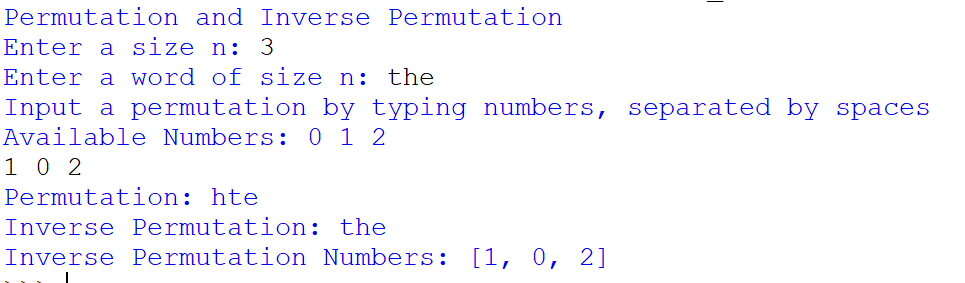 Permutation and Inverse Permutation
Enter a size n: 3
Enter a word of size n: the
Input a permutation by typing numbers, separated by spaces
Available Numbers: 0 1 2
1 0 2
Permutation: hte
Inverse Permutation: the
Inverse Permutation Numbers: [1, 0, 2]